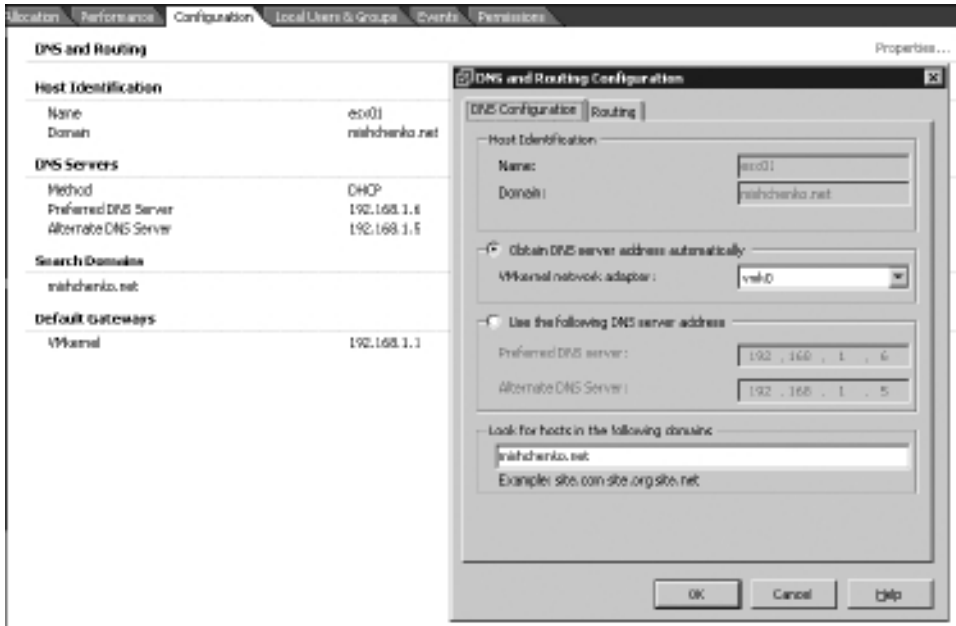 Allocation Performance Configuration Local Users & Groups Events Permissions
DNS and Routing
Properties...
Host Identification
Name esx01
Domain mishchenko.net
DNS Servers
Method DHCP
Preferred DNS Server 192.168.1.6
Alternate DNS Server 192.168.1.5
Search Domains
mishchenko.net
Default Gateways
VMkernel 192.168.1.1
DNS and Routing Configuration
DNS Configuration Routing
Host Identification
Name: esx01
Domain: mishchenko.net
Obtain DNS server address automatically
VMkernel network adapter: vmk0
Use the following DNS server address
Preferred DNS server: 192 . 168 . 1 . 6
Alternate DNS Server: 192 . 168 . 1 . 5
Look for hosts in the following domains
mishchenko.net
Example: site.com site.org site.net
OK Cancel Help